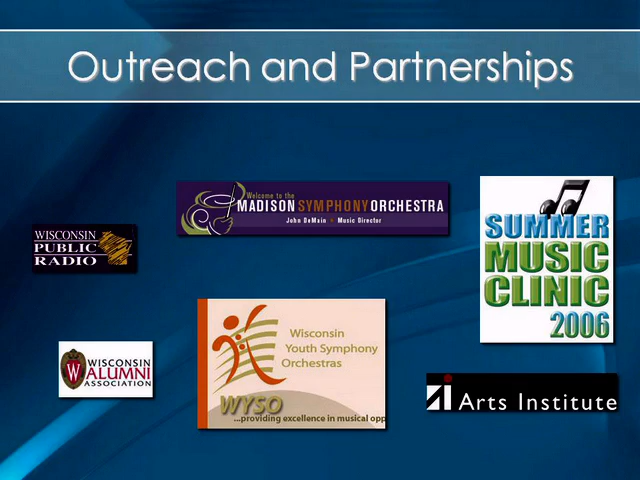 Outreach and Partnerships
Welcome to the
MADISON SYMPHONY ORCHESTRA
John DeMain Music Director
WISCONSIN
PUBLIC
RADIO
SUMMER
MUSIC
CLINIC
2006
Wisconsin
Youth Symphony
Orchestras
WYSO
...providing excellence in musical opp
W
WISCONSIN
ALUMNI
ASSOCIATION
Arts Institute